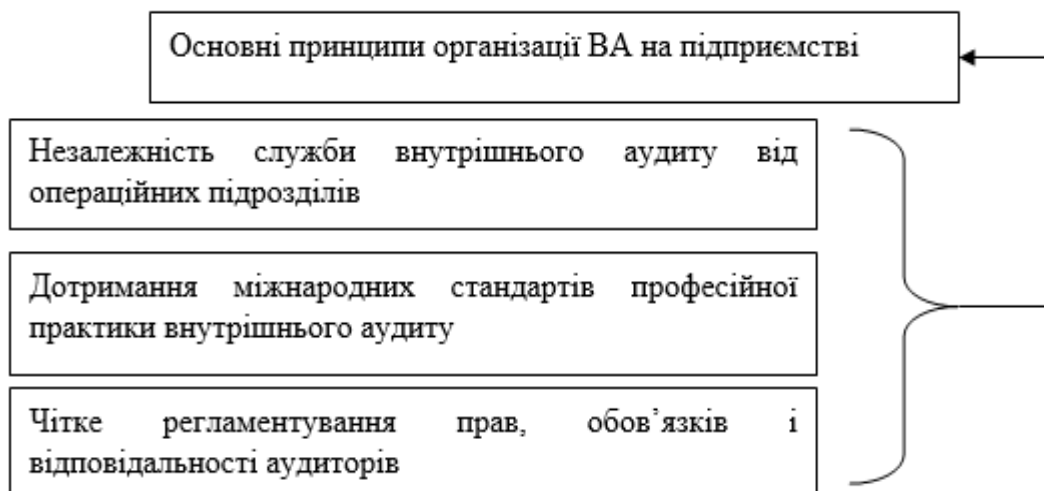 Основні принципи організації ВА на підприємстві
Незалежність служби внутрішнього аудиту від
операційних підрозділів
Дотримання міжнародних стандартів професійної
практики внутрішнього аудиту
Чітке регламентування прав, обов’язків і
відповідальності аудиторів